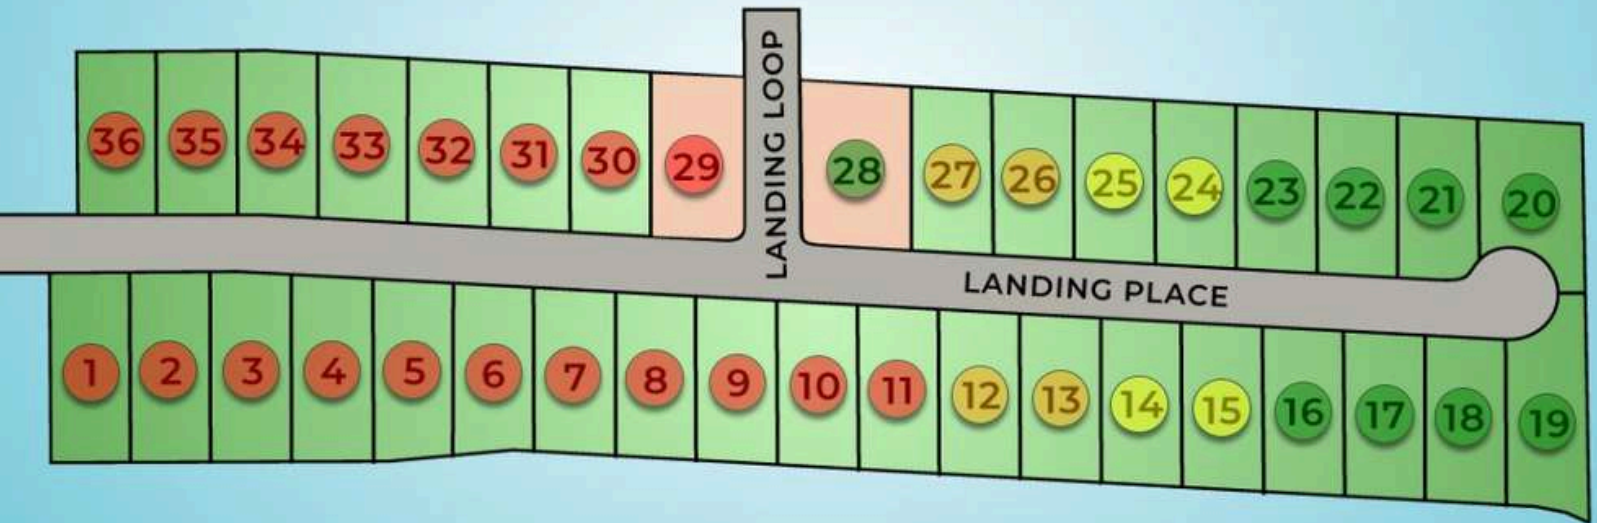 LANDING LOOP
36 35 34 33 32 31 30 29 28 27 26 25 24 23 22 21 20
LANDING PLACE
1 2 3 4 5 6 7 8 9 10 11 12 13 14 15 16 17 18 19